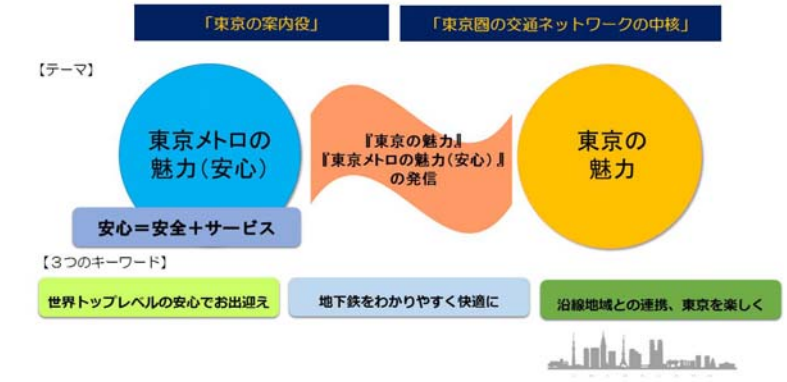 「東京の案内役」
「東京圏の交通ネットワークの中核」
【テーマ】
東京メトロの
魅力(安心)
『東京の魅力』
『東京メトロの魅力(安心)』
の発信
東京の
魅力
安心=安全+サービス
【3つのキーワード】
世界トップレベルの安心でお出迎え
地下鉄をわかりやすく快適に
沿線地域との連携、東京を楽しく